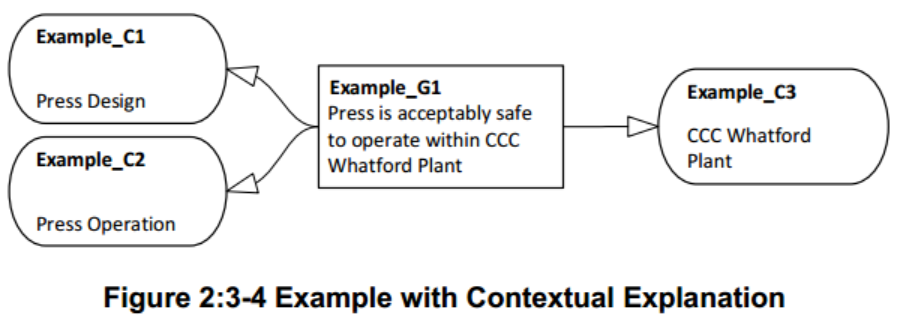 Example_C1
Press Design
Example_C2
Press Operation
Example_G1
Press is acceptably safe
to operate within CCC
Whatford Plant
Example_C3
CCC Whatford
Plant
Figure 2:3-4 Example with Contextual Explanation